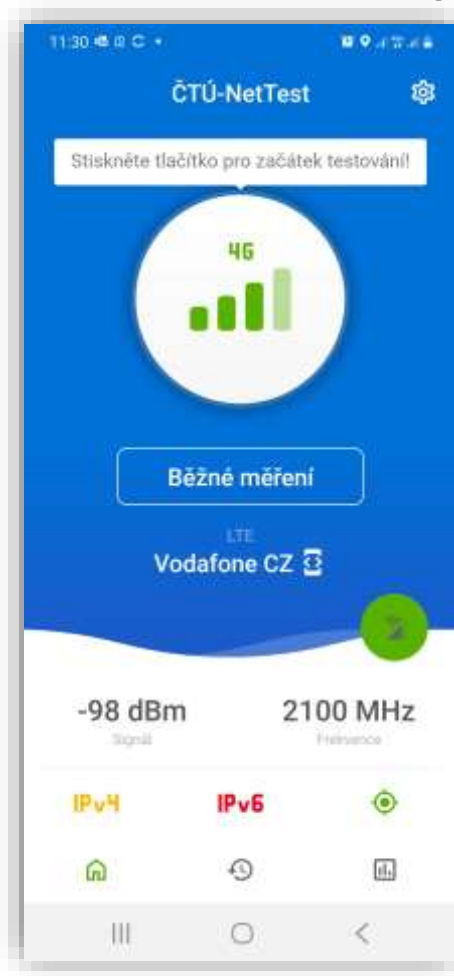 11:30
ČTÚ-NetTest
Stiskněte tlačítko pro začátek testování!
4G
Běžné měření
LTE
Vodafone CZ
-98 dBm
2100 MHz
Signál
Frekvence
IPv4
IPv6